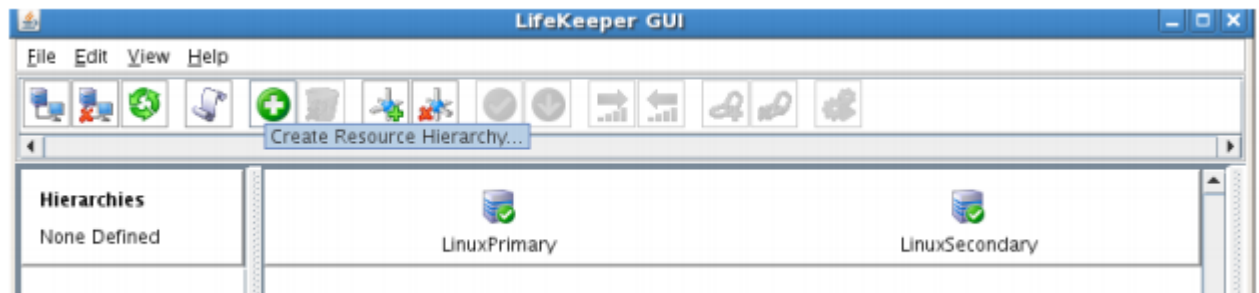 LifeKeeper GUI
File Edit View Help
Create Resource Hierarchy...
Hierarchies
None Defined
LinuxPrimary
LinuxSecondary